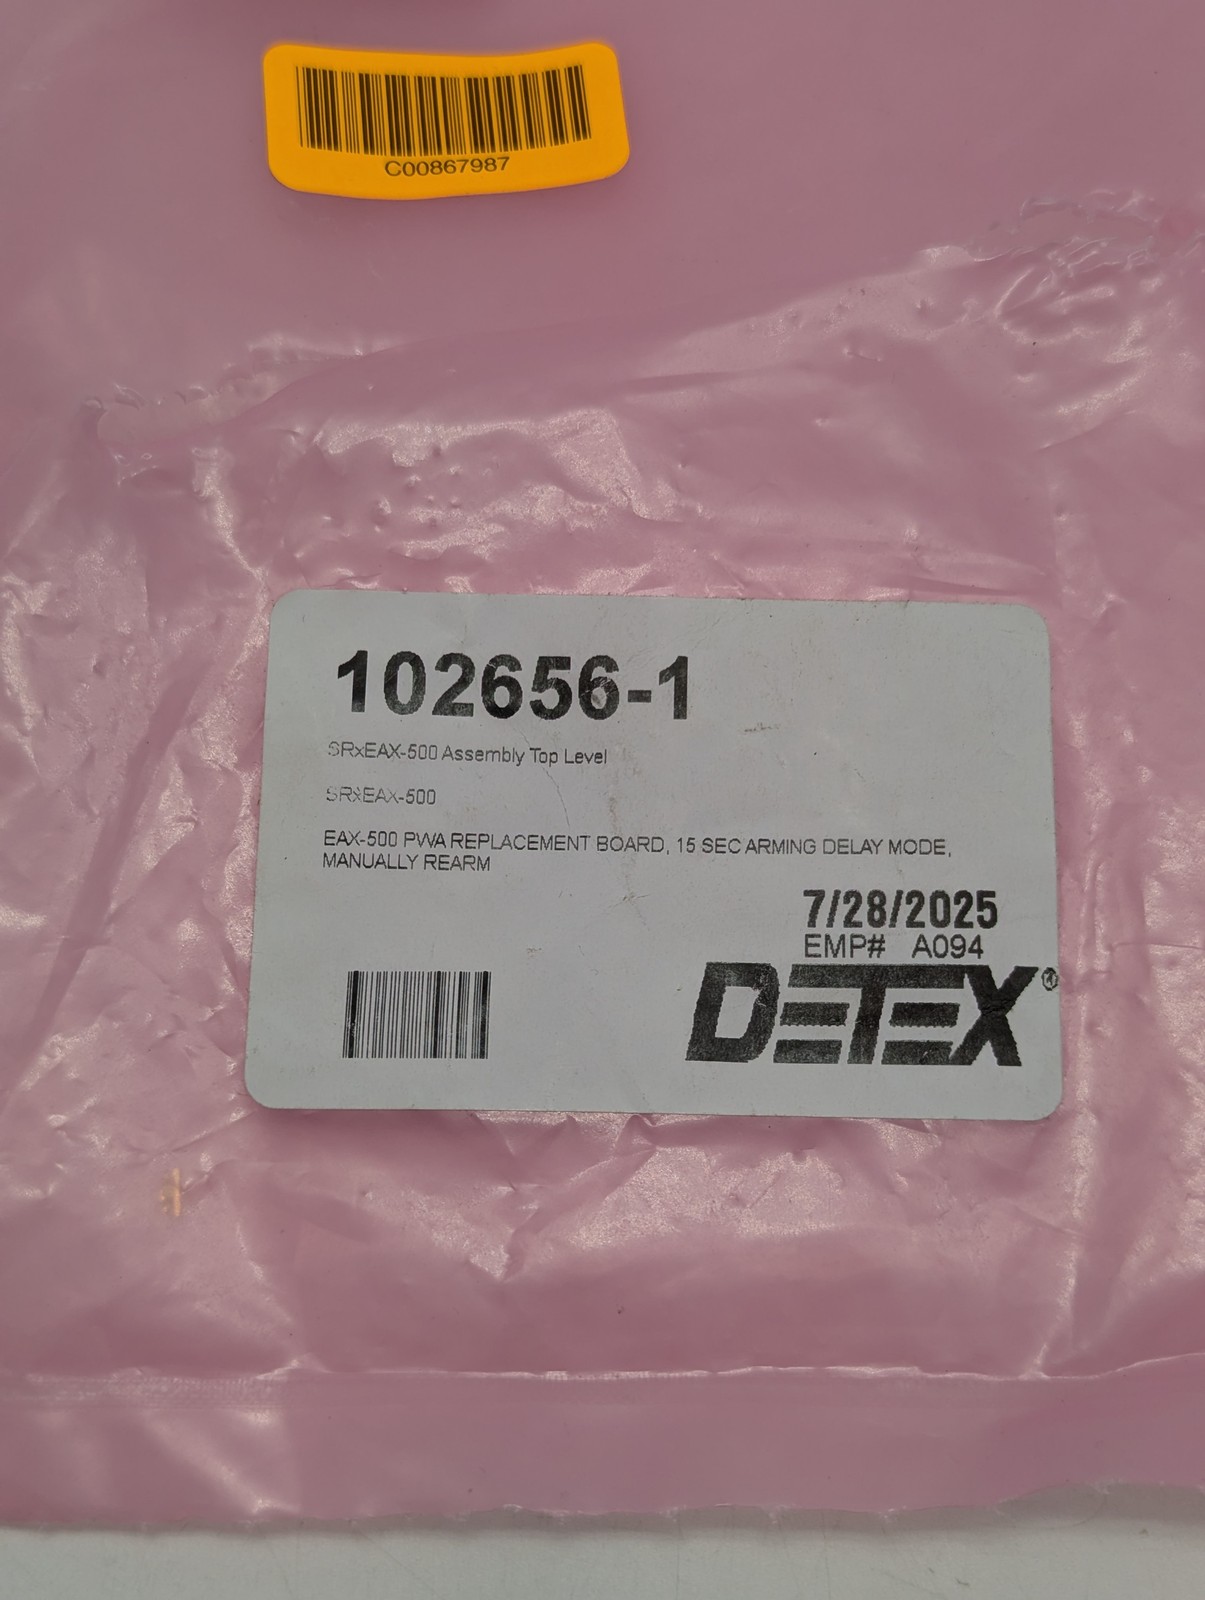 C00867987
102656-1
SRxEAX-500 Assembly Top Level
SRxEAX-500
EAX-500 PWA REPLACEMENT BOARD, 15 SEC ARMING DELAY MODE,
MANUALLY REARM
7/28/2025
EMP# A094
DETEX®